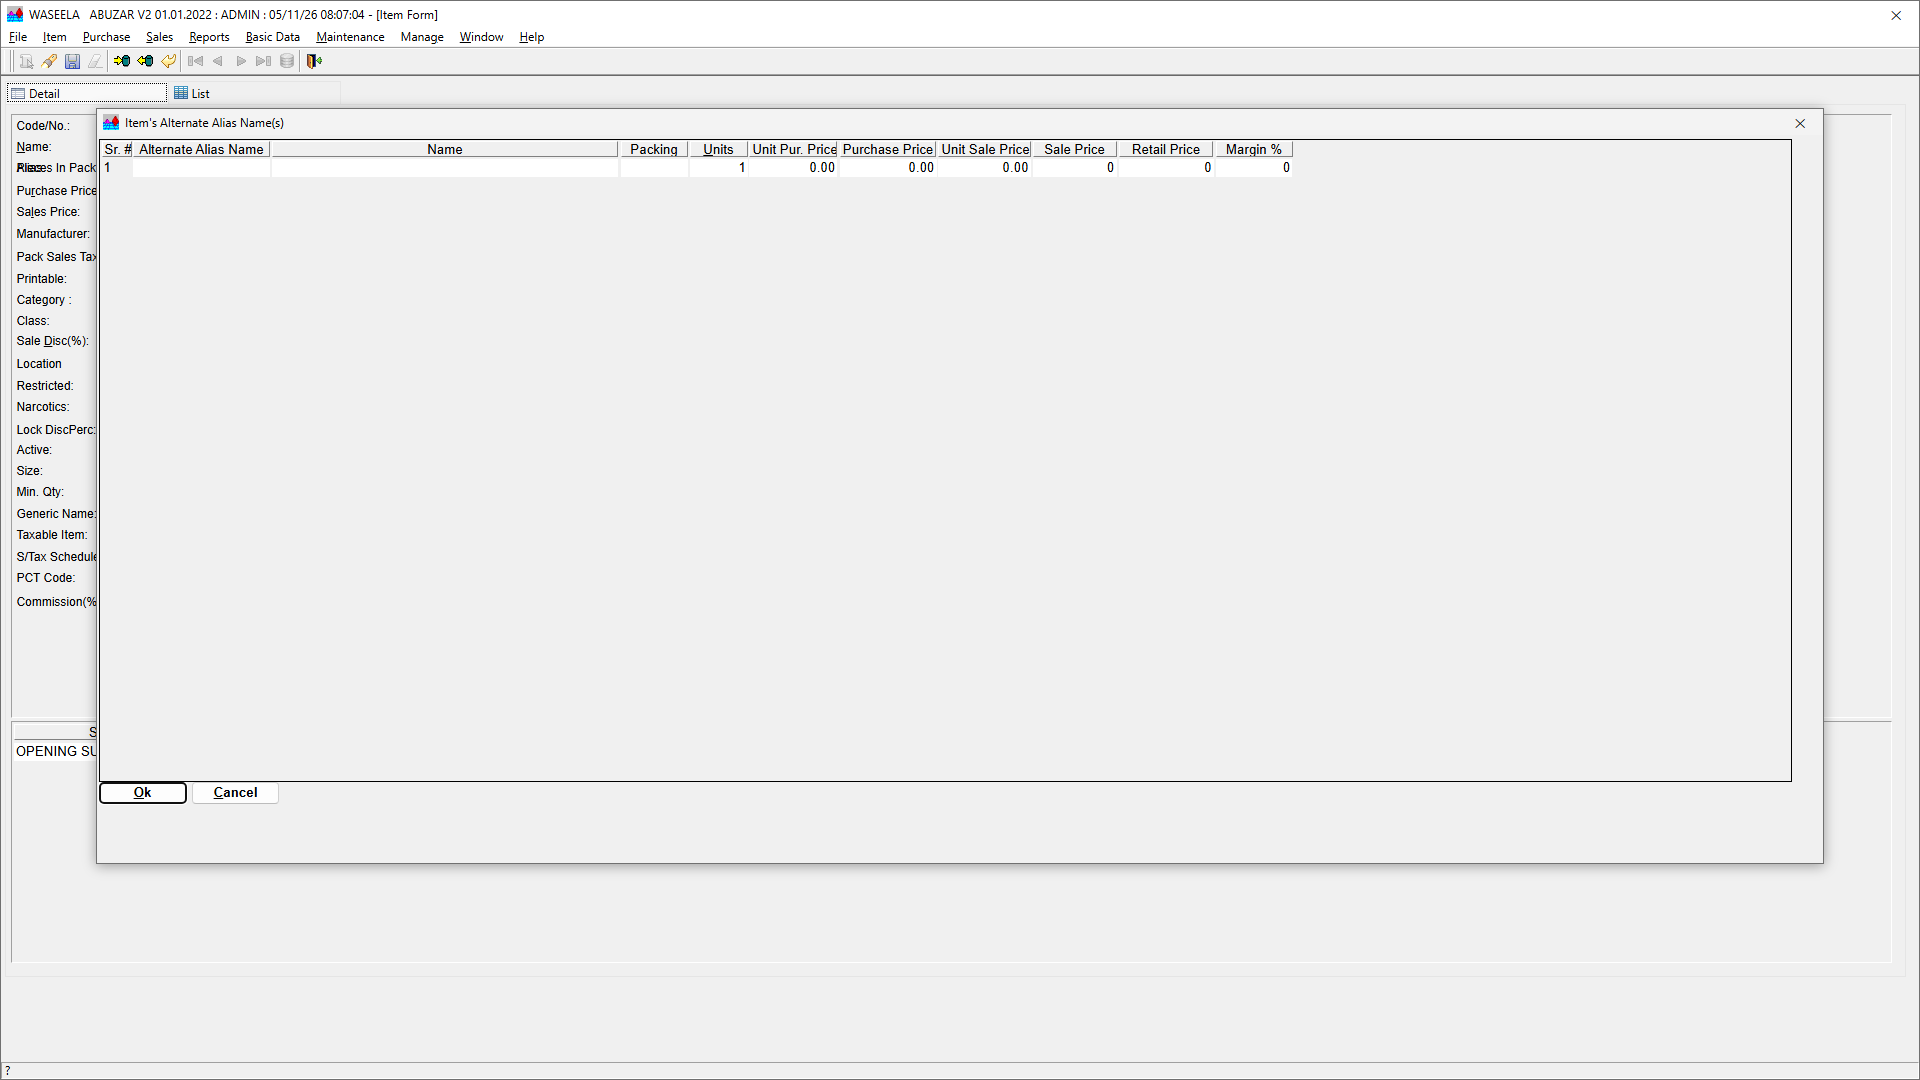 WASEELA   ABUZAR V2 01.01.2022 : ADMIN : 05/11/26 08:07:04 - [Item Form]
File Item Purchase Sales Reports Basic Data Maintenance Manage Window Help
Detail List
Item's Alternate Alias Name(s)
Sr. # Alternate Alias Name Name Packing Units Unit Pur. Price Purchase Price Unit Sale Price Sale Price Retail Price Margin %
1 1 0.00 0.00 0.00 0 0 0
Code/No.:
Name:
Pieces In Pack
Purchase Price
Sales Price:
Manufacturer:
Pack Sales Tax
Printable:
Category :
Class:
Sale Disc(%):
Location
Restricted:
Narcotics:
Lock DiscPerc:
Active:
Size:
Min. Qty:
Generic Name:
Taxable Item:
S/Tax Schedule
PCT Code:
Commission(%
S
OPENING SU
Ok Cancel
?